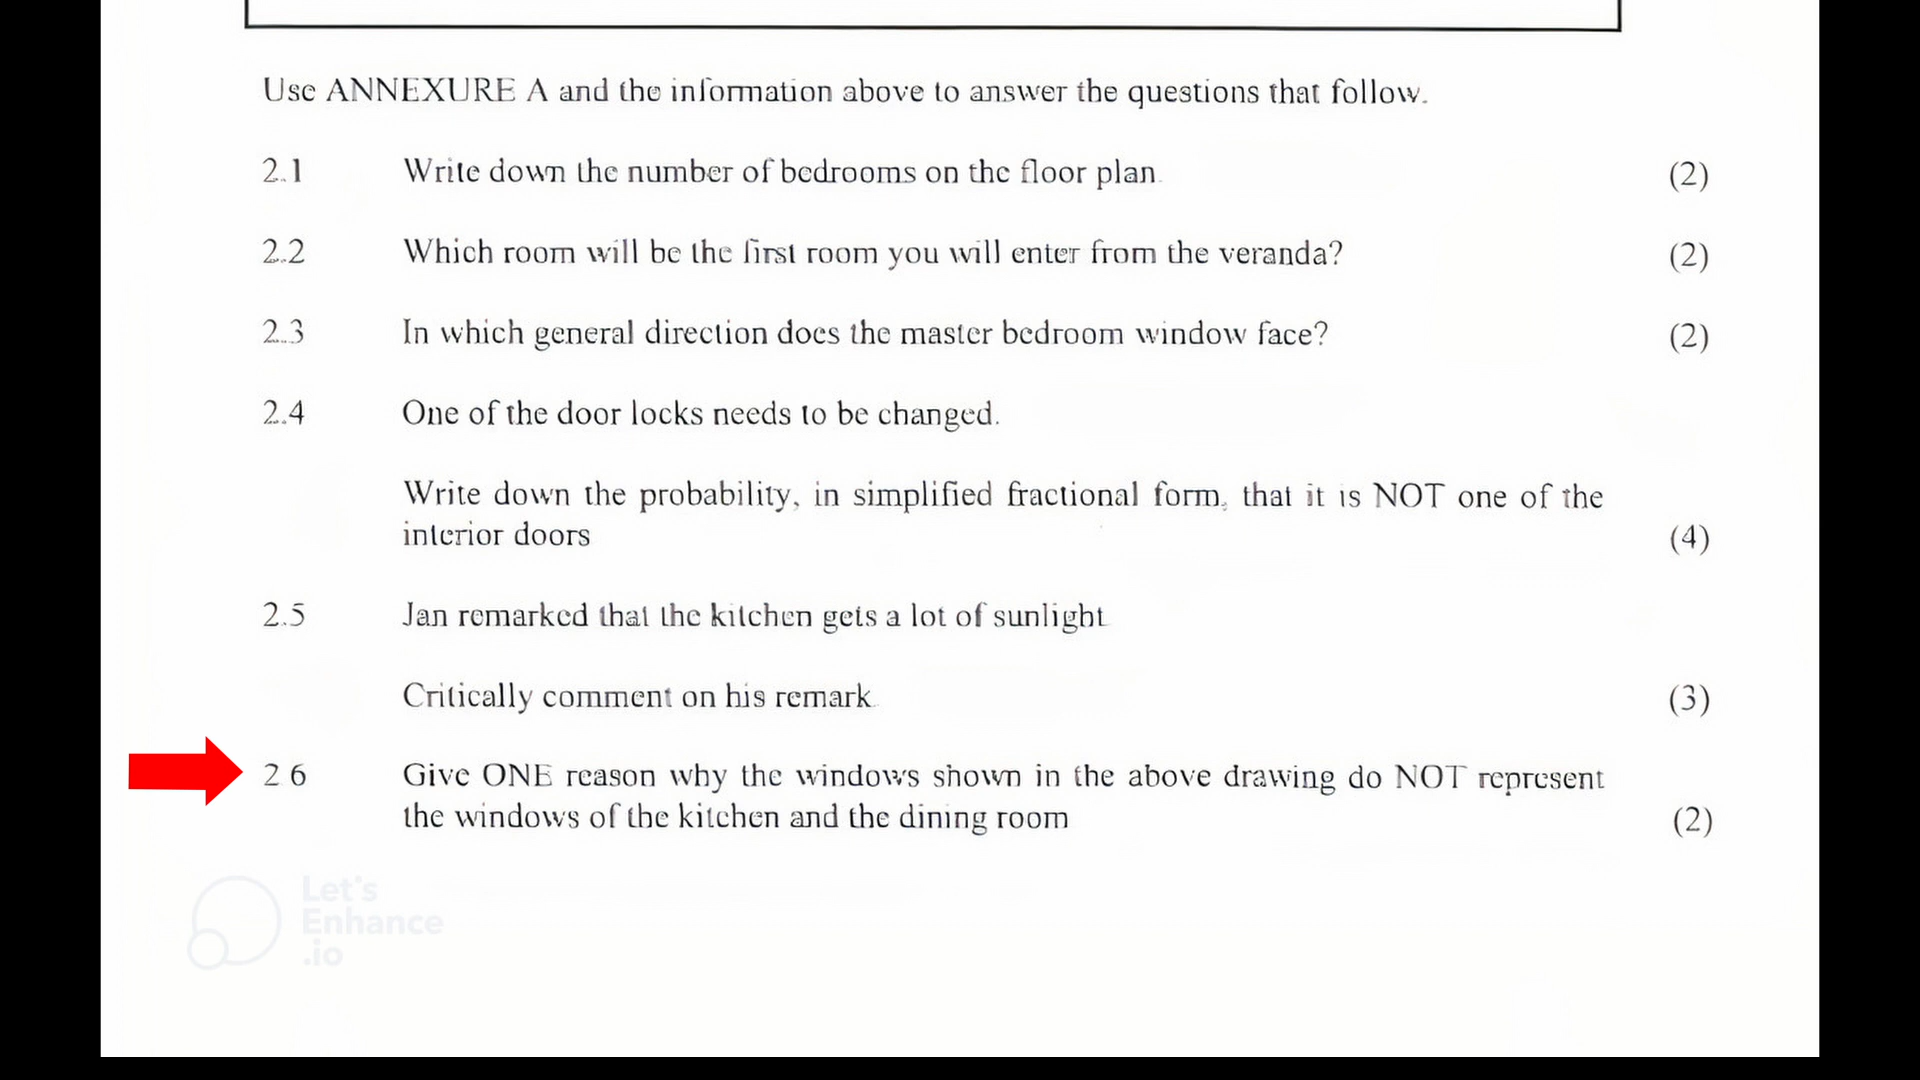 Use ANNEXURE A and the information above to answer the questions that follow.
2.1 Write down the number of bedrooms on the floor plan. (2)
2.2 Which room will be the first room you will enter from the veranda? (2)
2.3 In which general direction does the master bedroom window face? (2)
2.4 One of the door locks needs to be changed.
Write down the probability, in simplified fractional form, that it is NOT one of the
interior doors (4)
2.5 Jan remarked that the kitchen gets a lot of sunlight
Critically comment on his remark (3)
2 6 Give ONE reason why the windows shown in the above drawing do NOT represent
the windows of the kitchen and the dining room (2)
Let's
Enhance
.io